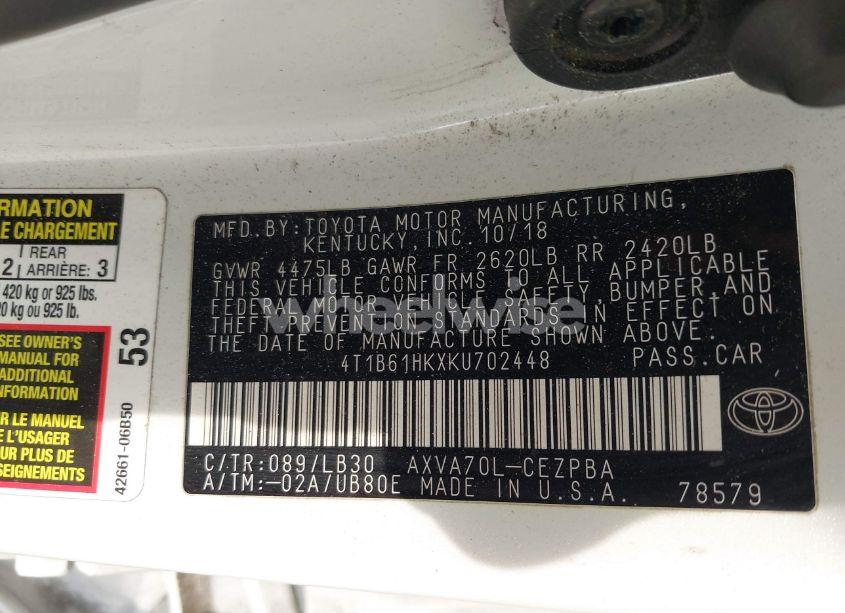 RMATION
E CHARGEMENT
2 REAR ARRIÈRE: 3
420 kg or 925 lbs.
0 kg ou 925 lb.
SEE OWNER'S
MANUAL FOR
ADDITIONAL
INFORMATION
R LE MANUEL
E L'USAGER
UR PLUS DE
SEIGNEMENTS
53
42661-06B50
MFD.BY:TOYOTA MOTOR MANUFACTURING,
KENTUCKY, INC. 10/18
GVWR 4475LB GAWR FR 2620LB RR 2420LB
THIS VEHICLE CONFORMS TO ALL APPLICABLE
FEDERAL MOTOR VEHICLE SAFETY, BUMPER AND
THEFT PREVENTION STANDARDS IN EFFECT ON
THE DATE OF MANUFACTURE SHOWN ABOVE.
4T1B61HKXKU702448 PASS.CAR
C/TR:089/LB30 AXVA70L-CEZPBA
A/TM:-02A/UB80E MADE IN U.S.A. 78579
TOYOTA
wheelwise